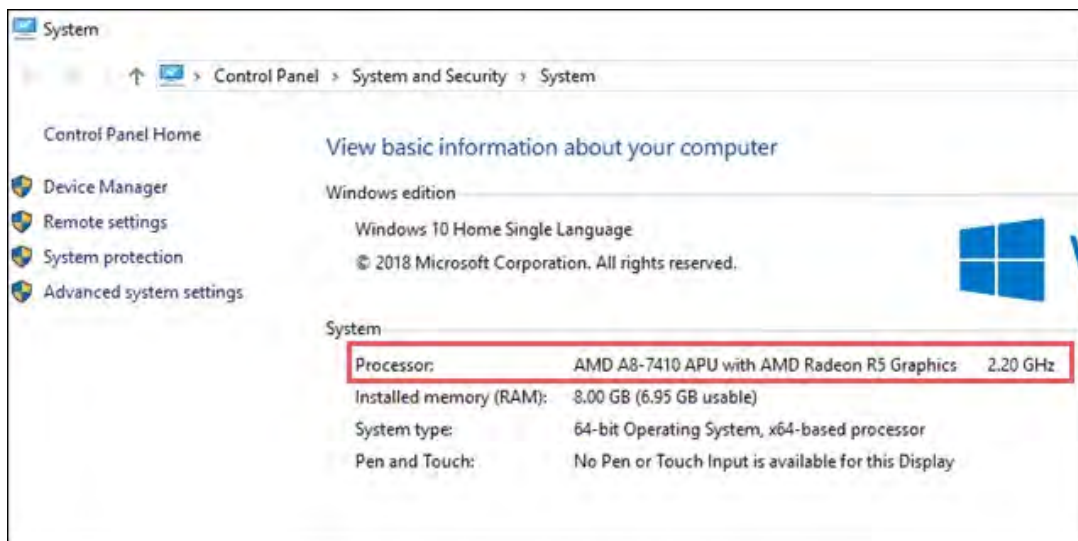 System
Control Panel > System and Security > System
Control Panel Home
Device Manager
Remote settings
System protection
Advanced system settings
View basic information about your computer
Windows edition
Windows 10 Home Single Language
© 2018 Microsoft Corporation. All rights reserved.
System
Processor: AMD A8-7410 APU with AMD Radeon R5 Graphics 2.20 GHz
Installed memory (RAM): 8.00 GB (6.95 GB usable)
System type: 64-bit Operating System, x64-based processor
Pen and Touch: No Pen or Touch Input is available for this Display